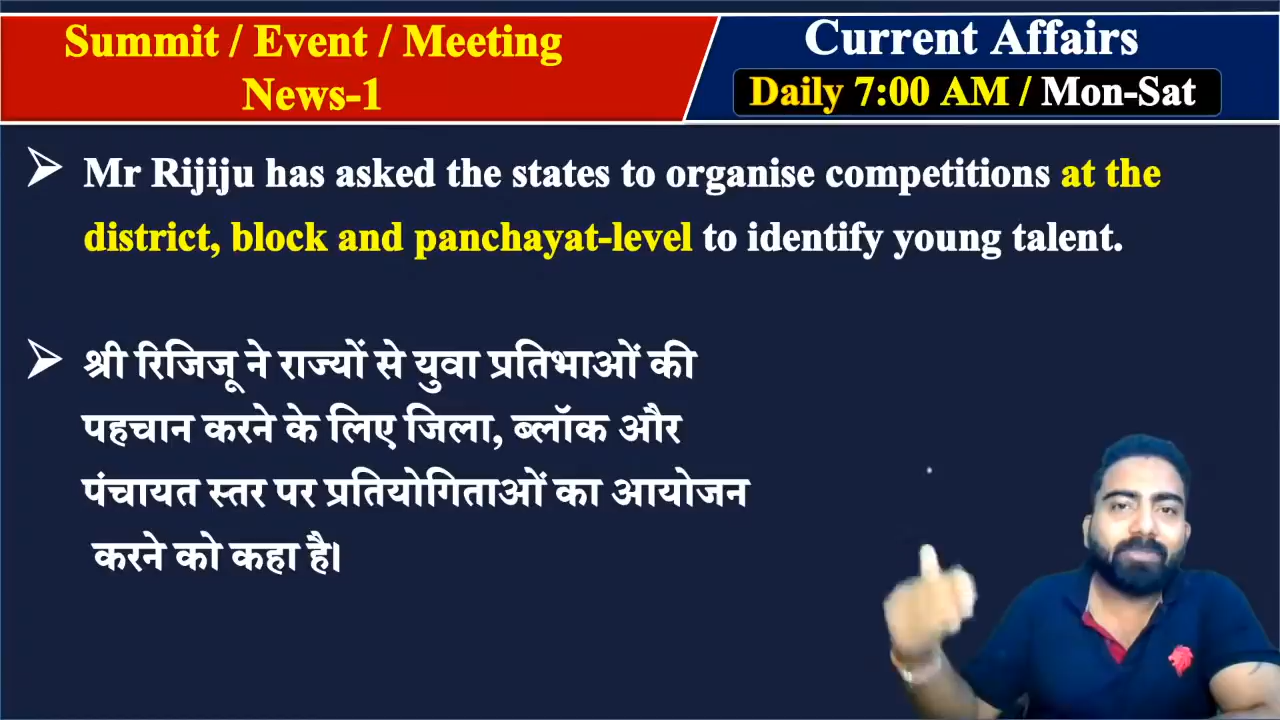 Summit / Event / Meeting
News-1
Current Affairs
Daily 7:00 AM / Mon-Sat
Mr Rijiju has asked the states to organise competitions at the
district, block and panchayat-level to identify young talent.
श्री रिजिजू ने राज्यों से युवा प्रतिभाओं की
पहचान करने के लिए जिला, ब्लॉक और
पंचायत स्तर पर प्रतियोगिताओं का आयोजन
करने को कहा है।